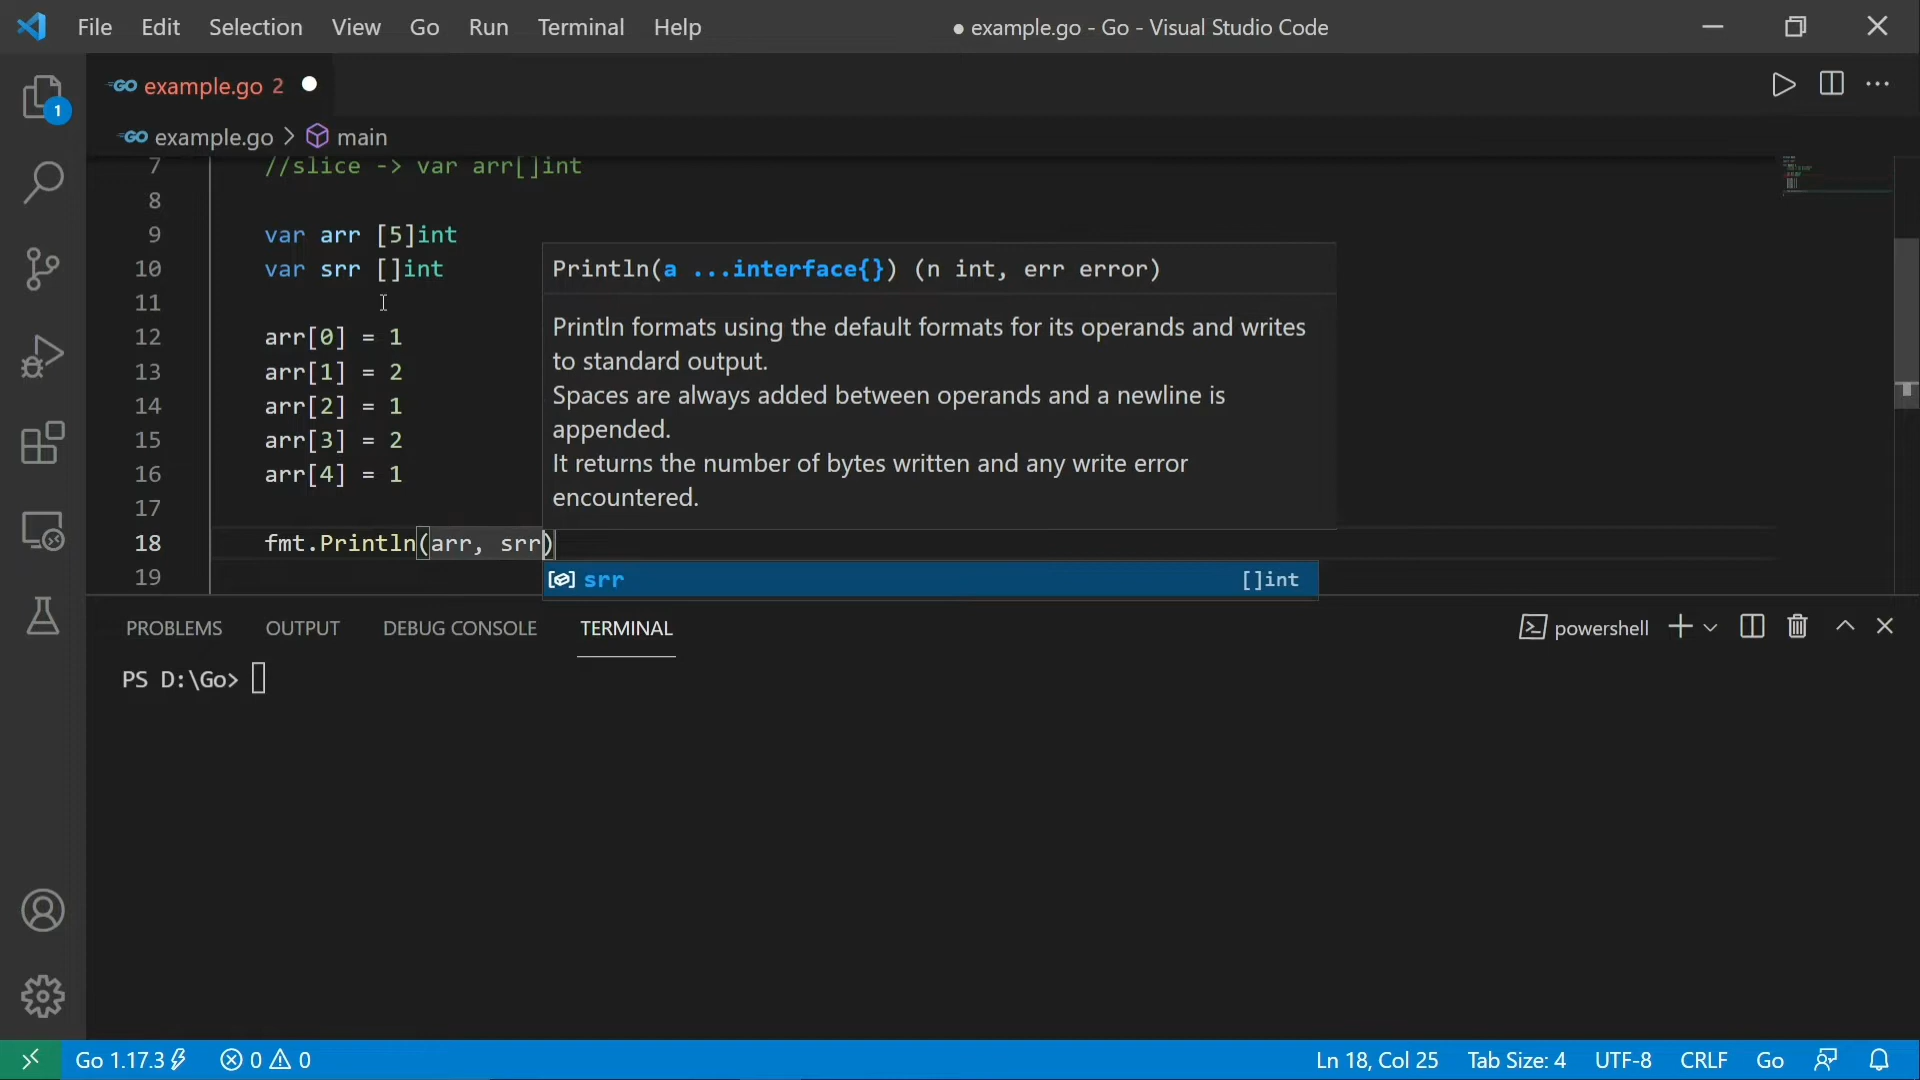 File Edit Selection View Go Run Terminal Help ● example.go - Go - Visual Studio Code
GO example.go 2 ●
1
GO example.go > main
7 //slice -> var arr[]int
8
9 var arr [5]int
10 var srr []int
11
12 arr[0] = 1
13 arr[1] = 2
14 arr[2] = 1
15 arr[3] = 2
16 arr[4] = 1
17
18 fmt.Println(arr, srr)
19
Println(a ...interface{}) (n int, err error)
Println formats using the default formats for its operands and writes
to standard output.
Spaces are always added between operands and a newline is
appended.
It returns the number of bytes written and any write error
encountered.
srr []int
PROBLEMS OUTPUT DEBUG CONSOLE TERMINAL powershell
PS D:\Go>
Go 1.17.3 0 0 Ln 18, Col 25 Tab Size: 4 UTF-8 CRLF Go